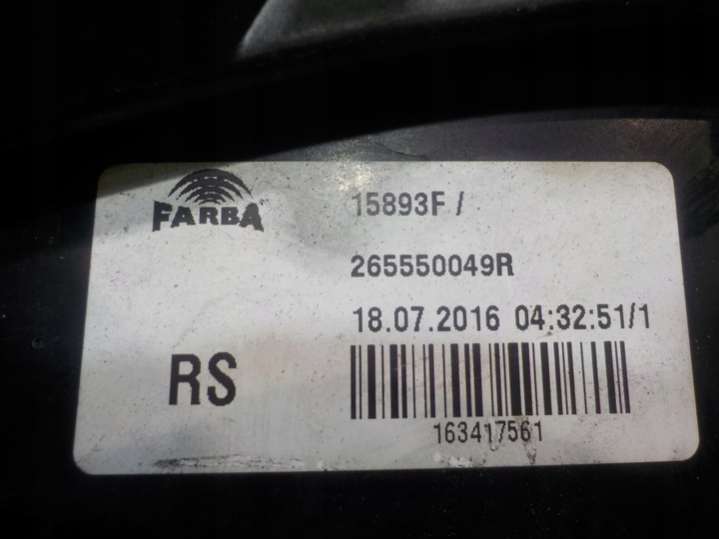 FARBA
15893F /
265550049R
18.07.2016 04:32:51/1
RS
163417561